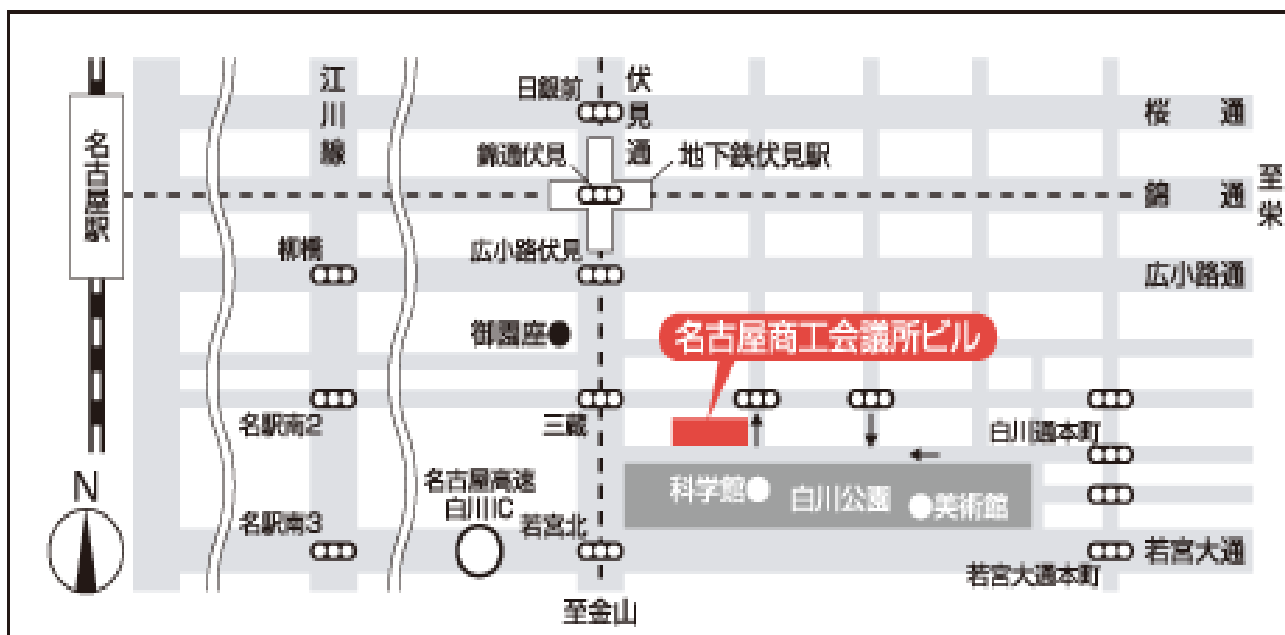 江川線
日銀前
伏見通
桜通
名古屋駅
錦通伏見
地下鉄伏見駅
錦通
至栄
柳橋
広小路伏見
広小路通
御園座
名古屋商工会議所ビル
名駅南2
三蔵
白川通本町
N
名古屋高速
白川IC
科学館
白川公園
美術館
名駅南3
若宮北
若宮大通
若宮大通本町
至金山